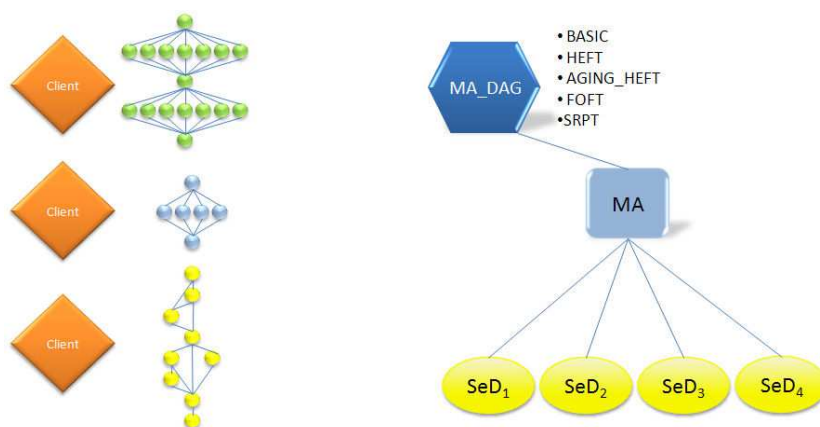 Client
Client
Client
MA_DAG
• BASIC
• HEFT
• AGING_HEFT
• FOFT
•SRPT
MA
SeD₁
SeD₂
SeD₃
SeD₄